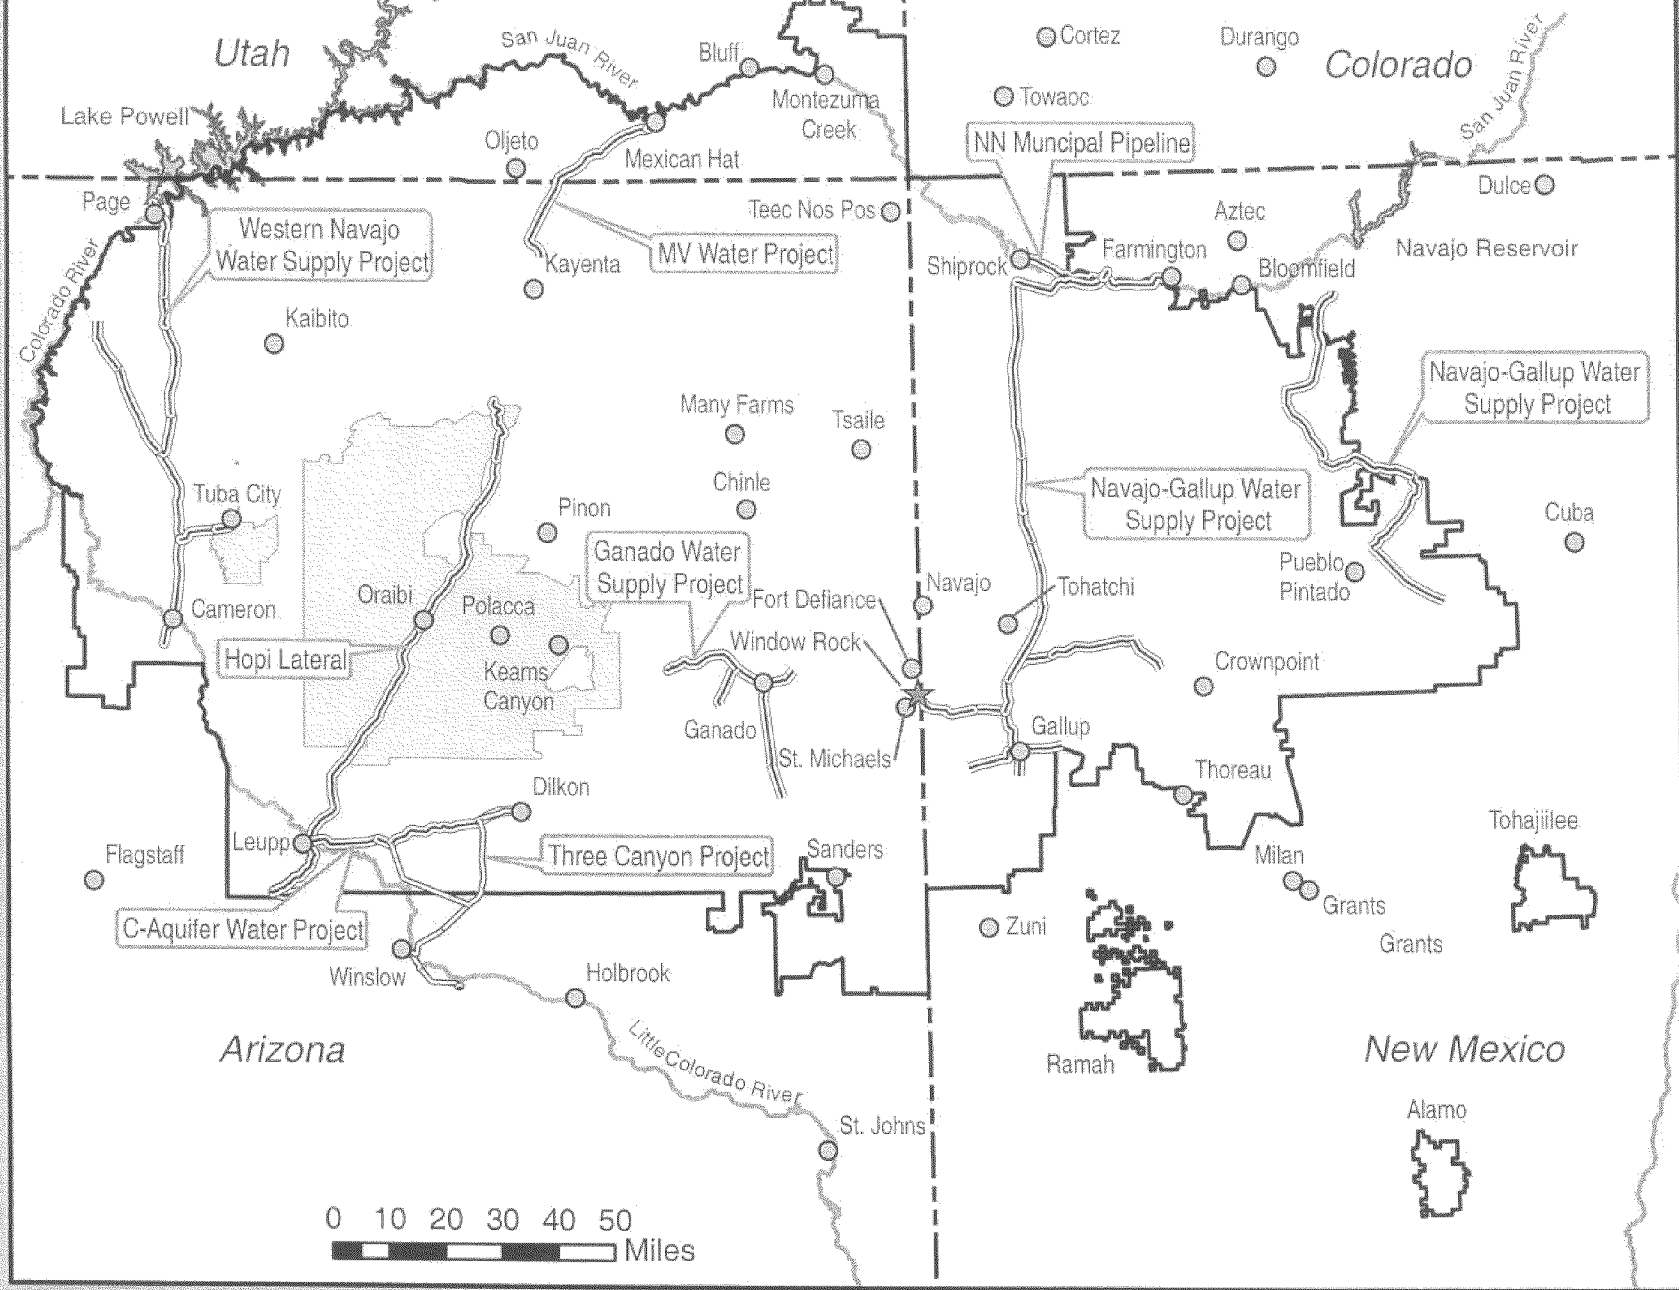 Utah
San Juan River
Bluff
Cortez
Durango
Colorado
San Juan River
Towaoc
Lake Powell
Montezuma
Creek
Oljeto
Mexican Hat
NN Muncipal Pipeline
Page
Dulce
Teec Nos Pos
Aztec
Western Navajo
Water Supply Project
MV Water Project
Kayenta
Shiprock
Farmington
Bloomfield
Navajo Reservoir
Colorado River
Kaibito
Navajo-Gallup Water
Supply Project
Many Farms
Tsaile
Tuba City
Chinle
Pinon
Navajo-Gallup Water
Supply Project
Cuba
Ganado Water
Supply Project
Pueblo
Pintado
Oraibi
Polacca
Fort Defiance
Navajo
Tohatchi
Cameron
Window Rock
Hopi Lateral
Keams
Canyon
Crownpoint
Ganado
St. Michaels
Gallup
Thoreau
Dilkon
Leupp
Flagstaff
Three Canyon Project
Sanders
Tohajiilee
Milan
Grants
Grants
C-Aquifer Water Project
Zuni
Winslow
Holbrook
Arizona
Little Colorado River
Ramah
New Mexico
Alamo
St. Johns
0 10 20 30 40 50
Miles